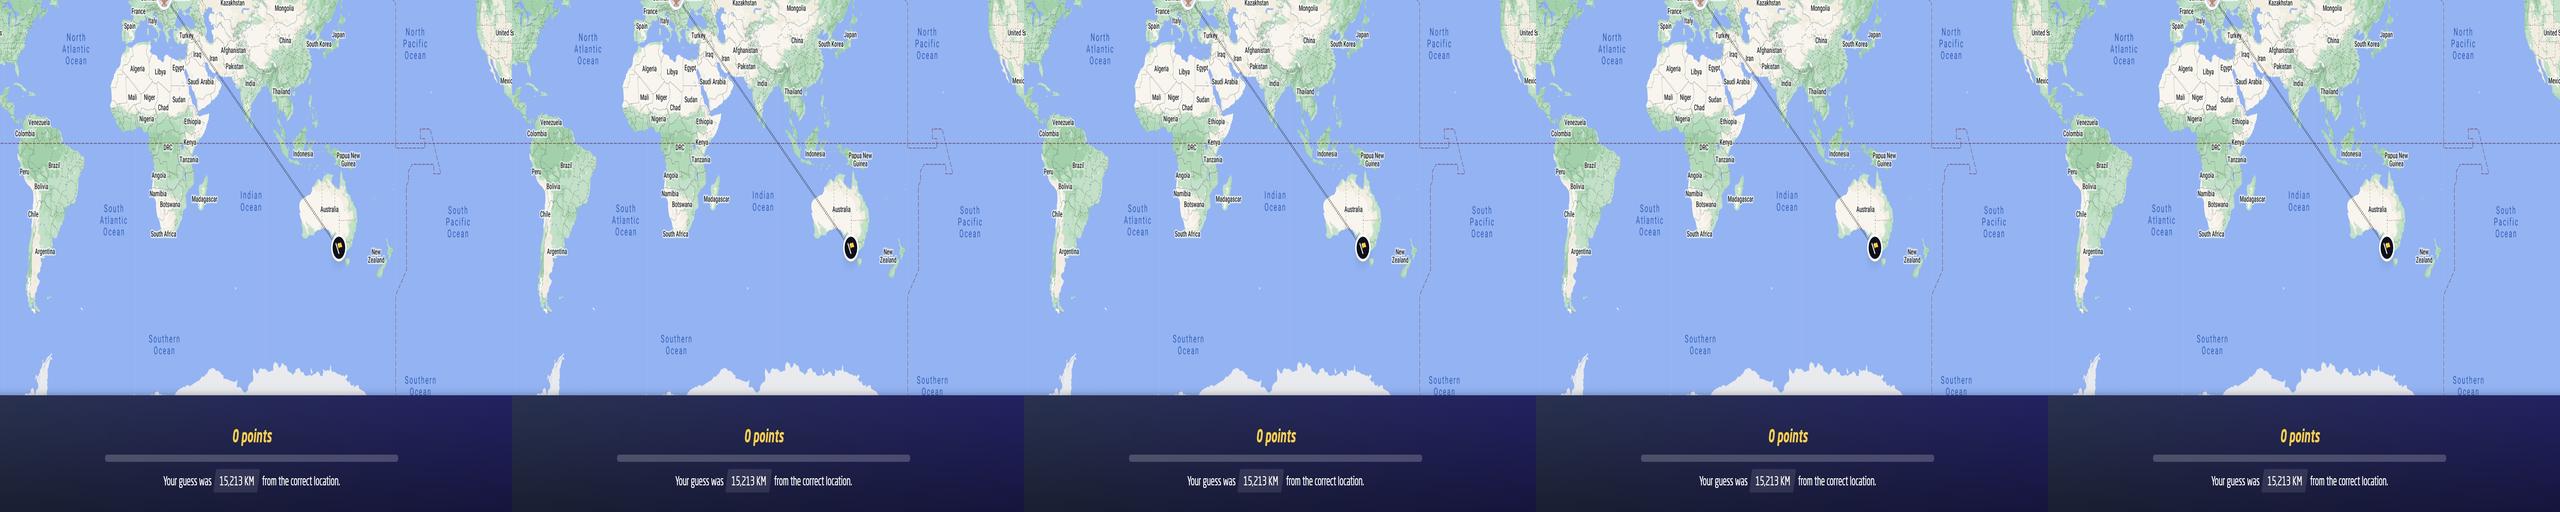 Kazakhstan
Mongolia
France
Italy
Spain
Turkey
Iraq
Afghanistan
Pakistan
China
Japan
South Korea
North
Atlantic
Ocean
North
Pacific
Ocean
Algeria
Libya
Egypt
Saudi Arabia
India
Thailand
Mali
Niger
Chad
Sudan
Nigeria
Ethiopia
Kenya
DRC
Tanzania
Angola
Namibia
Botswana
Madagascar
South Africa
Venezuela
Colombia
Brazil
Peru
Bolivia
Chile
Argentina
Indonesia
Papua New
Guinea
Australia
New
Zealand
South
Atlantic
Ocean
Indian
Ocean
South
Pacific
Ocean
Southern
Ocean
Southern
Ocean
0 points
Your guess was 15,213 KM from the correct location.
United S
Mexic
Kazakhstan
Mongolia
France
Italy
Spain
Turkey
Iraq
Afghanistan
Pakistan
China
Japan
South Korea
North
Atlantic
Ocean
North
Pacific
Ocean
Algeria
Libya
Egypt
Saudi Arabia
India
Thailand
Mali
Niger
Chad
Sudan
Nigeria
Ethiopia
Kenya
DRC
Tanzania
Angola
Namibia
Botswana
Madagascar
South Africa
Venezuela
Colombia
Brazil
Peru
Bolivia
Chile
Argentina
Indonesia
Papua New
Guinea
Australia
New
Zealand
South
Atlantic
Ocean
Indian
Ocean
South
Pacific
Ocean
Southern
Ocean
Southern
Ocean
0 points
Your guess was 15,213 KM from the correct location.
United S
Mexic
Kazakhstan
Mongolia
France
Italy
Spain
Turkey
Iraq
Afghanistan
Pakistan
China
Japan
South Korea
North
Atlantic
Ocean
North
Pacific
Ocean
Algeria
Libya
Egypt
Saudi Arabia
India
Thailand
Mali
Niger
Chad
Sudan
Nigeria
Ethiopia
Kenya
DRC
Tanzania
Angola
Namibia
Botswana
Madagascar
South Africa
Venezuela
Colombia
Brazil
Peru
Bolivia
Chile
Argentina
Indonesia
Papua New
Guinea
Australia
New
Zealand
South
Atlantic
Ocean
Indian
Ocean
South
Pacific
Ocean
Southern
Ocean
Southern
Ocean
0 points
Your guess was 15,213 KM from the correct location.
United S
Mexic
Kazakhstan
Mongolia
France
Italy
Spain
Turkey
Iraq
Afghanistan
Pakistan
China
Japan
South Korea
North
Atlantic
Ocean
North
Pacific
Ocean
Algeria
Libya
Egypt
Saudi Arabia
India
Thailand
Mali
Niger
Chad
Sudan
Nigeria
Ethiopia
Kenya
DRC
Tanzania
Angola
Namibia
Botswana
Madagascar
South Africa
Venezuela
Colombia
Brazil
Peru
Bolivia
Chile
Argentina
Indonesia
Papua New
Guinea
Australia
New
Zealand
South
Atlantic
Ocean
Indian
Ocean
South
Pacific
Ocean
Southern
Ocean
Southern
Ocean
0 points
Your guess was 15,213 KM from the correct location.
United S
Mexic
Kazakhstan
Mongolia
France
Italy
Spain
Turkey
Iraq
Afghanistan
Pakistan
China
Japan
South Korea
North
Atlantic
Ocean
North
Pacific
Ocean
Algeria
Libya
Egypt
Saudi Arabia
India
Thailand
Mali
Niger
Chad
Sudan
Nigeria
Ethiopia
Kenya
DRC
Tanzania
Angola
Namibia
Botswana
Madagascar
South Africa
Venezuela
Colombia
Brazil
Peru
Bolivia
Chile
Argentina
Indonesia
Papua New
Guinea
Australia
New
Zealand
South
Atlantic
Ocean
Indian
Ocean
South
Pacific
Ocean
Southern
Ocean
Southern
Ocean
0 points
Your guess was 15,213 KM from the correct location.